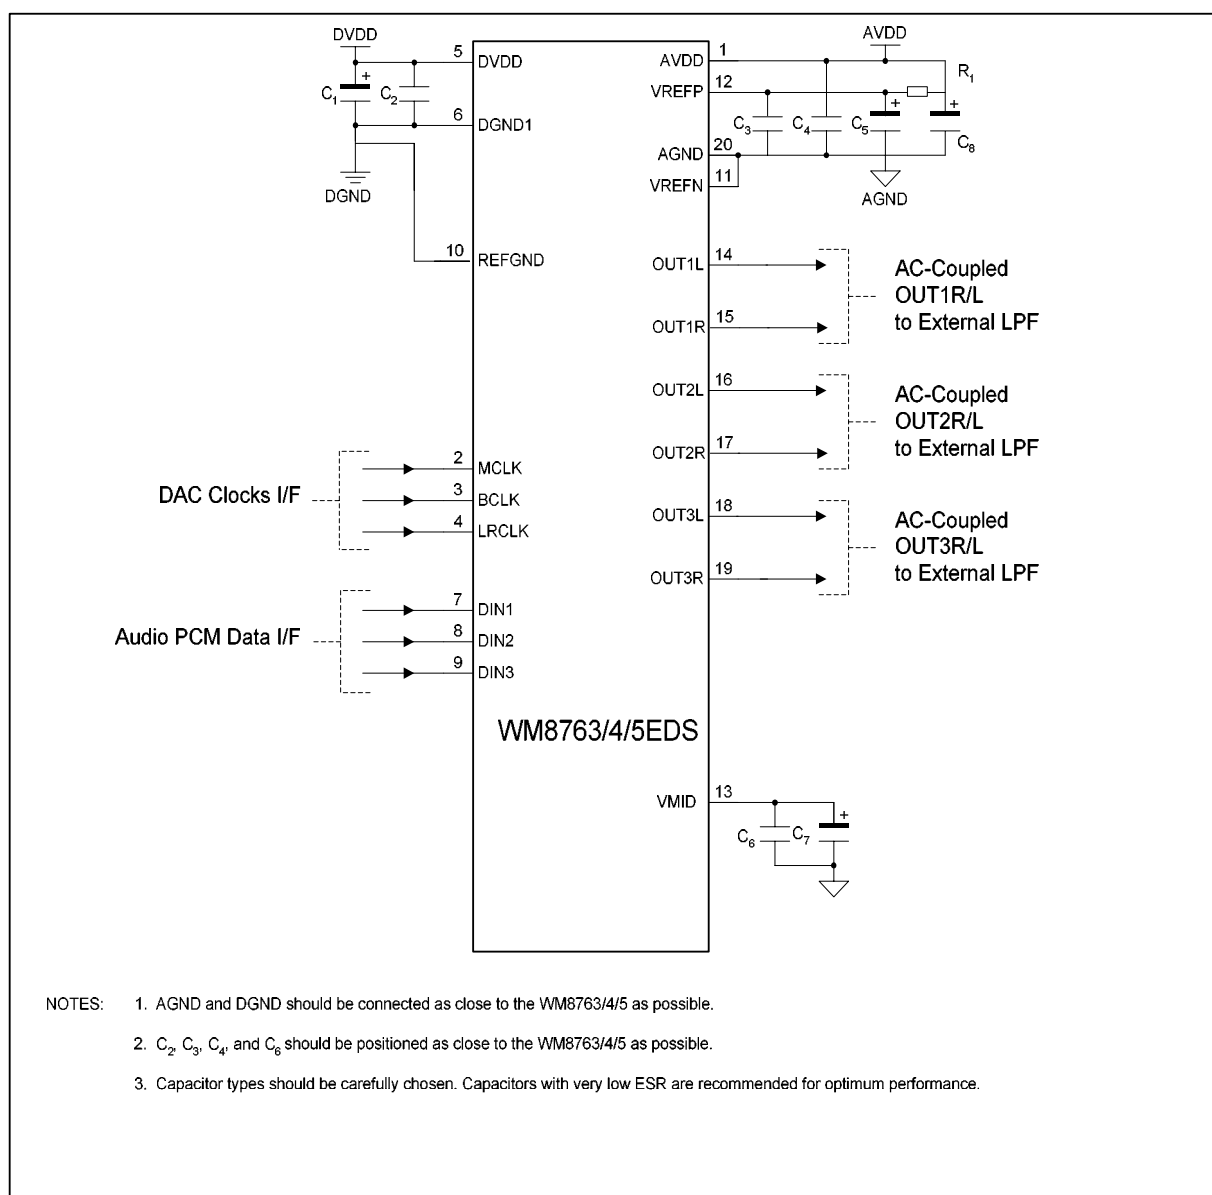 DVDD
AVDD
5
DVDD
AVDD
1
R1
+
C1
C2
VREFP
12
+
+
6
DGND1
C3
C4
C5
C8
AGND
20
DGND
VREFN
11
AGND
10
REFGND
OUT1L
14
AC-Coupled
OUT1R/L
to External LPF
OUT1R
15
OUT2L
16
AC-Coupled
OUT2R/L
to External LPF
OUT2R
17
DAC Clocks I/F
2
MCLK
3
BCLK
4
LRCLK
OUT3L
18
AC-Coupled
OUT3R/L
to External LPF
OUT3R
19
Audio PCM Data I/F
7
DIN1
8
DIN2
9
DIN3
WM8763/4/5EDS
VMID
13
+
C6
C7
NOTES: 1. AGND and DGND should be connected as close to the WM8763/4/5 as possible.
2. C2, C3, C4, and C6 should be positioned as close to the WM8763/4/5 as possible.
3. Capacitor types should be carefully chosen. Capacitors with very low ESR are recommended for optimum performance.